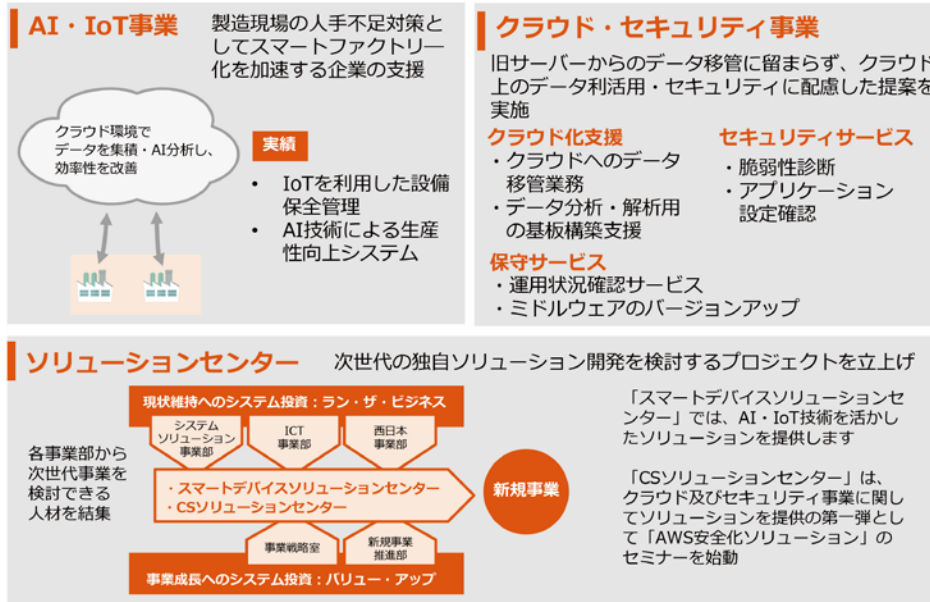 AI・IoT事業
製造現場の人手不足対策と
してスマートファクトリー
化を加速する企業の支援
クラウド環境で
データを集積・AI分析し、
効率性を改善
実績
• IoTを利用した設備
保全管理
• AI技術による生産
性向上システム
クラウド・セキュリティ事業
旧サーバーからのデータ移管に留まらず、クラウド
上のデータ利活用・セキュリティに配慮した提案を
実施
クラウド化支援
・クラウドへのデータ
移管業務
・データ分析・解析用
の基板構築支援
セキュリティサービス
・脆弱性診断
・アプリケーション
設定確認
保守サービス
・運用状況確認サービス
・ミドルウェアのバージョンアップ
ソリューションセンター
次世代の独自ソリューション開発を検討するプロジェクトを立上げ
各事業部から
次世代事業を
検討できる
人材を結集
現状維持へのシステム投資：ラン・ザ・ビジネス
システム
ソリューション
事業部
ICT
事業部
西日本
事業部
・スマートデバイスソリューションセンター
・CSソリューションセンター
新規事業
事業戦略室
新規事業
推進部
事業成長へのシステム投資：バリュー・アップ
「スマートデバイスソリューションセ
ンター」では、AI・IoT技術を活かし
たソリューションを提供します
「CSソリューションセンター」は、
クラウド及びセキュリティ事業に関し
てソリューションを提供の第一弾とし
て「AWS安全化ソリューション」の
セミナーを始動